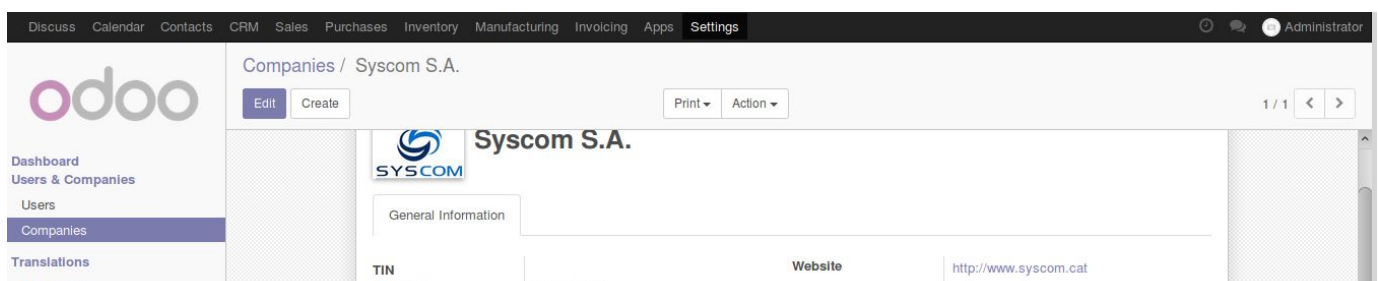 Discuss Calendar Contacts CRM Sales Purchases Inventory Manufacturing Invoicing Apps Settings Administrator
odoo
Companies / Syscom S.A.
Edit Create Print Action 1 / 1
Dashboard
Users & Companies
Users
Companies
Translations
SYSCOM
Syscom S.A.
General Information
TIN
Website http://www.syscom.cat